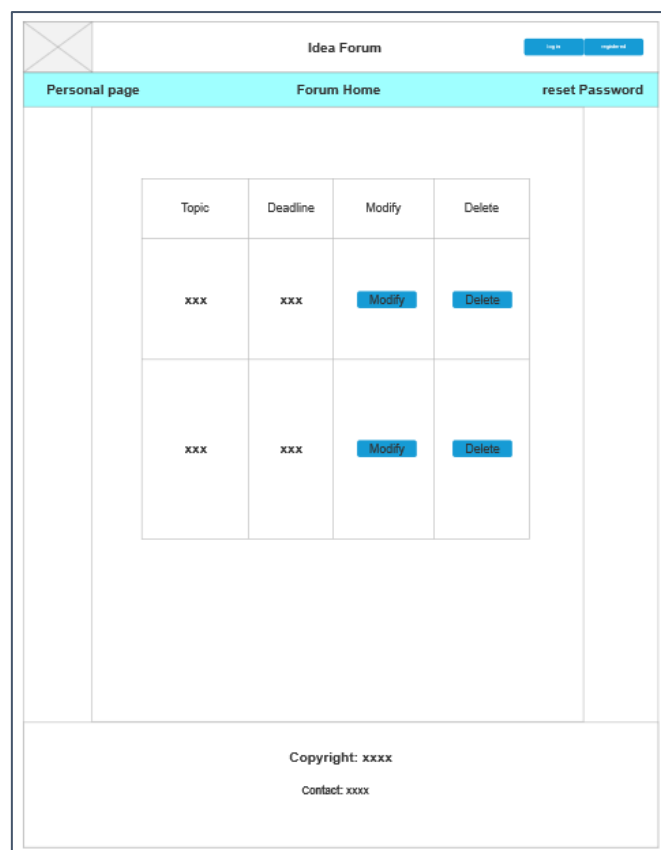 Idea Forum
Log in registered
Personal page Forum Home reset Password
Topic Deadline Modify Delete
xxx xxx Modify Delete
xxx xxx Modify Delete
Copyright: xxxx
Contact: xxxx